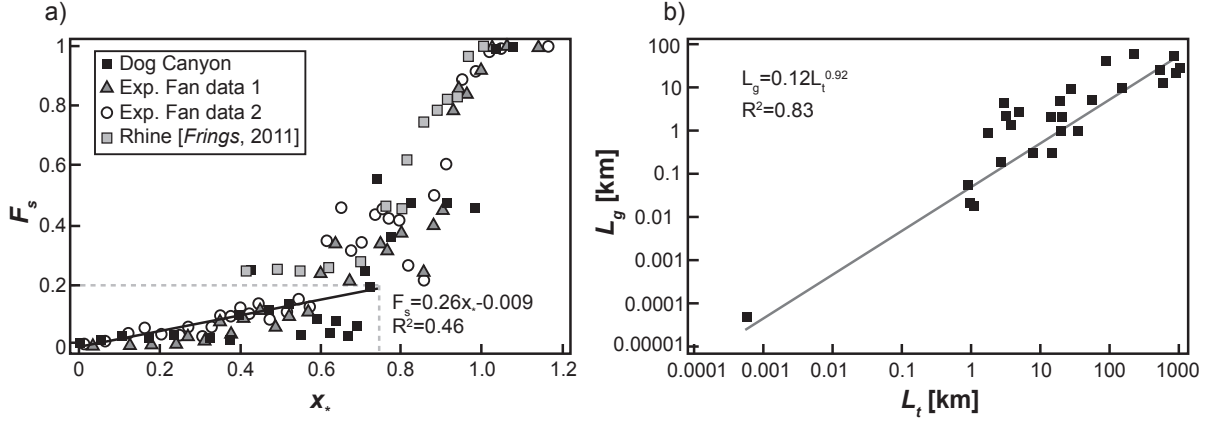 a)
F_s
1
0.8
0.6
0.4
0.2
0
Dog Canyon
Exp. Fan data 1
Exp. Fan data 2
Rhine [Frings, 2011]
F_s=0.26x_*-0.009
R²=0.46
0 0.2 0.4 0.6 0.8 1.0 1.2
x_*
b)
L_g [km]
100
10
1
0.1
0.01
0.0001
0.00001
L_g=0.12L_t^0.92
R²=0.83
0.0001 0.001 0.01 0.1 1 10 100 1000
L_t [km]